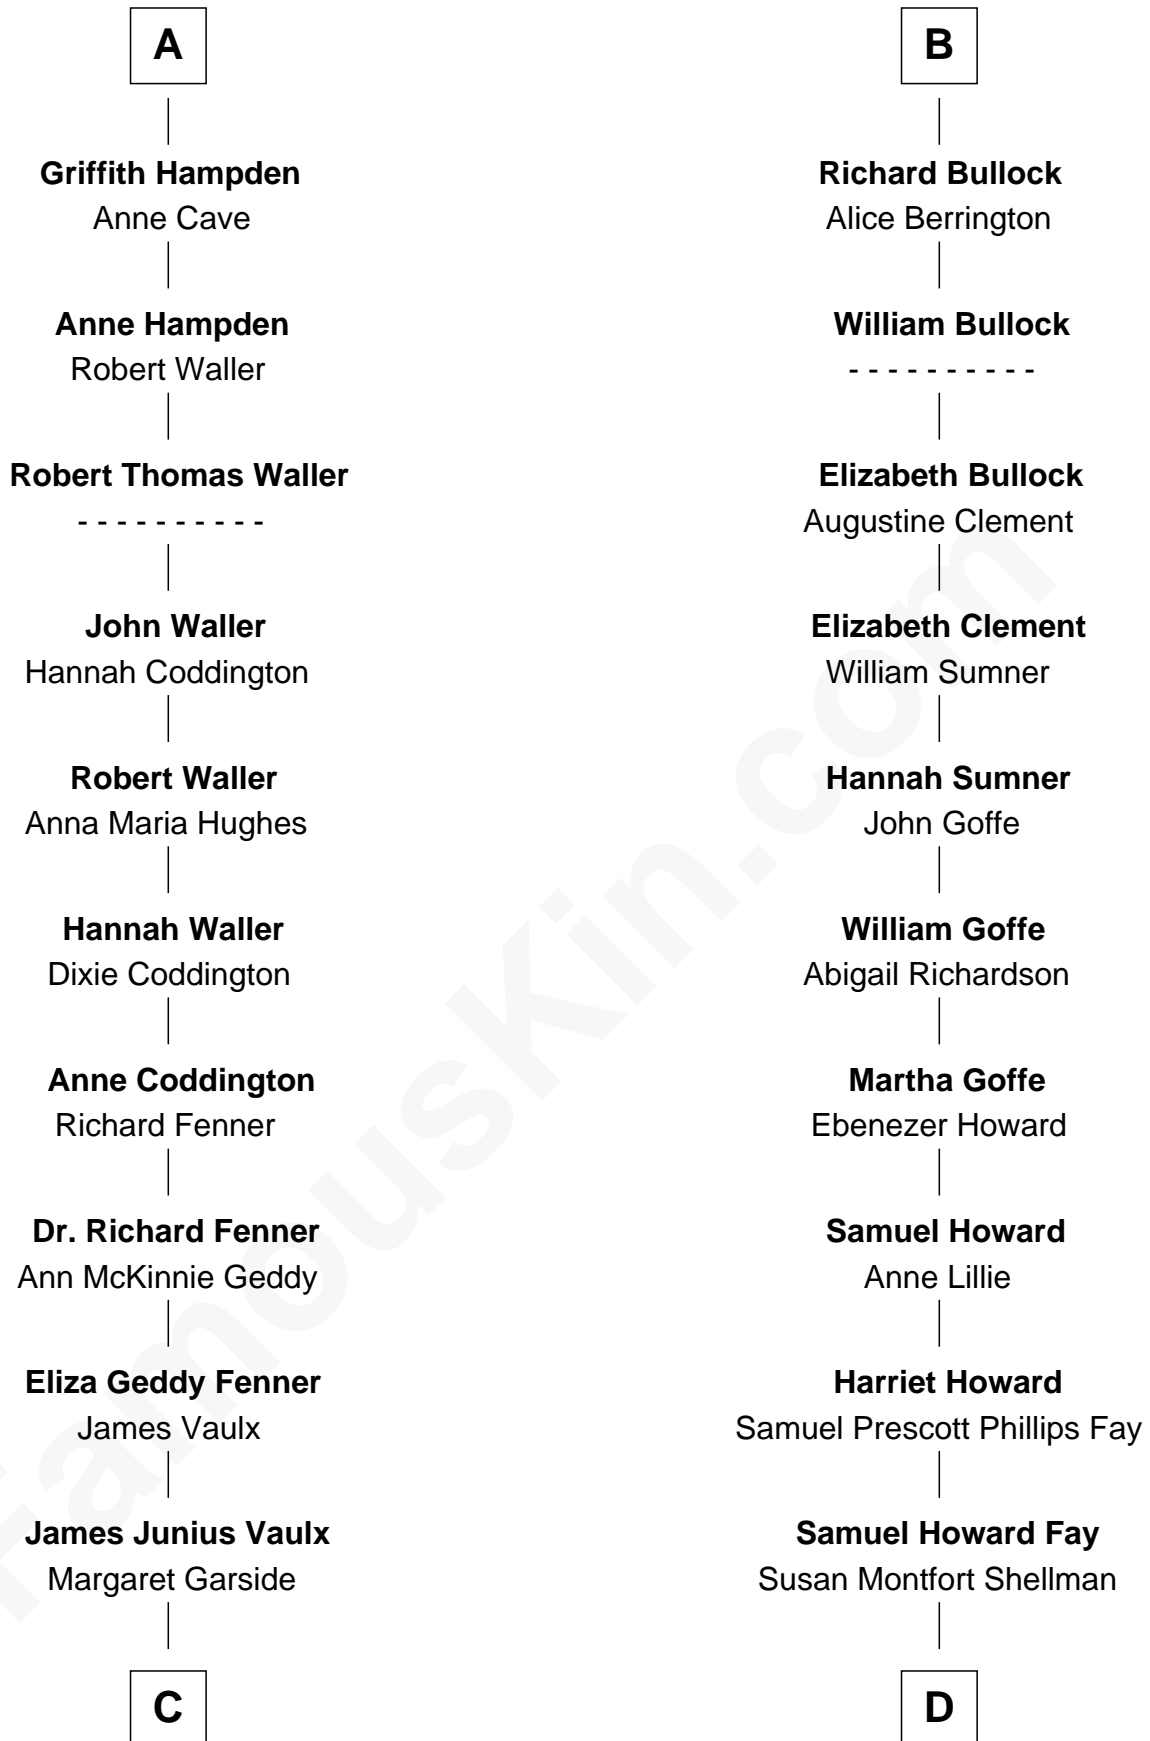 A
Griffith Hampden
Anne Cave
Anne Hampden
Robert Waller
Robert Thomas Waller
- - - - - - - - - -
John Waller
Hannah Coddington
Robert Waller
Anna Maria Hughes
Hannah Waller
Dixie Coddington
Anne Coddington
Richard Fenner
Dr. Richard Fenner
Ann McKinnie Geddy
Eliza Geddy Fenner
James Vaulx
James Junius Vaulx
Margaret Garside
C
B
Richard Bullock
Alice Berrington
William Bullock
- - - - - - - - - -
Elizabeth Bullock
Augustine Clement
Elizabeth Clement
William Sumner
Hannah Sumner
John Goffe
William Goffe
Abigail Richardson
Martha Goffe
Ebenezer Howard
Samuel Howard
Anne Lillie
Harriet Howard
Samuel Prescott Phillips Fay
Samuel Howard Fay
Susan Montfort Shellman
D
FamousKin.com